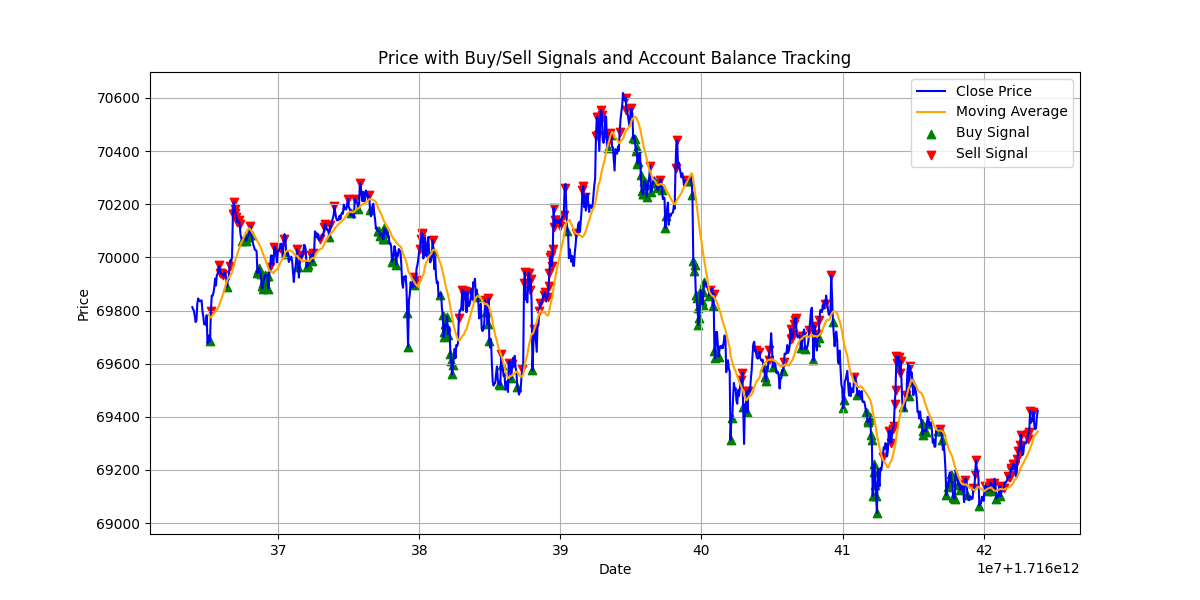 Price with Buy/Sell Signals and Account Balance Tracking
Close Price
Moving Average
Buy Signal
Sell Signal
70600
70400
70200
70000
69800
69600
69400
69200
69000
Price
37 38 39 40 41 42
1e7+1.716e12
Date